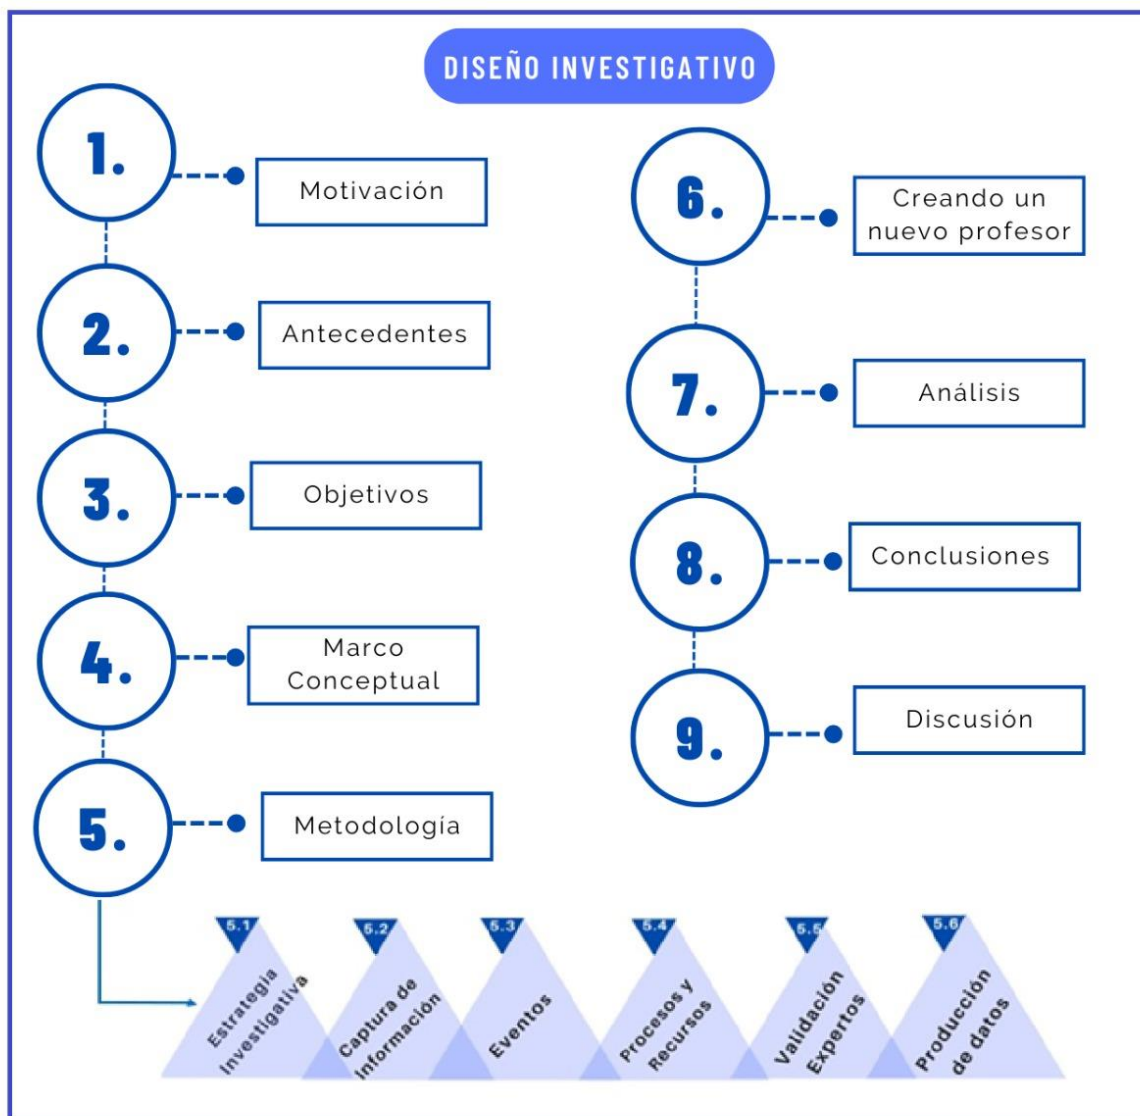 DISEÑO INVESTIGATIVO
1.
Motivación
2.
Antecedentes
3.
Objetivos
4.
Marco
Conceptual
5.
Metodología
6.
Creando un
nuevo profesor
7.
Análisis
8.
Conclusiones
9.
Discusión
5.1
Estrategia
Investigativa
5.2
Captura de
Información
5.3
Eventos
5.4
Procesos y
Recursos
5.5
Validación
Expertos
5.6
Producción
de datos